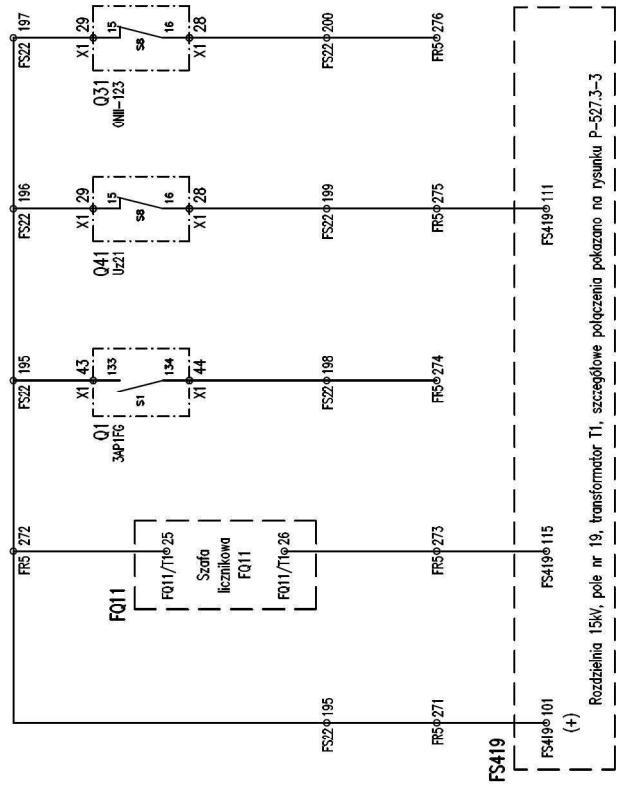 FR5 272
FS22 195
FS22 196
FS22 197
X1 43
X1 29
X1 29
Q1
3AP1FG
133
S1
134
X1 44
Q41
Uz21
15
S8
16
X1 28
Q31
ONII-123
15
S8
16
X1 28
FQ11
FQ11/T1 25
Szafa
licznikowa
FQ11
FQ11/T1 26
FS22 195
FS22 198
FS22 199
FS22 200
FR5 271
FR5 273
FR5 274
FR5 275
FR5 276
FS419
FS419 101
(+)
FS419 115
FS419 111
Rozdzielnia 15kV, pole nr 19, transformator T1, szczegółowe połączenia pokazano na rysunku P-527.3-3